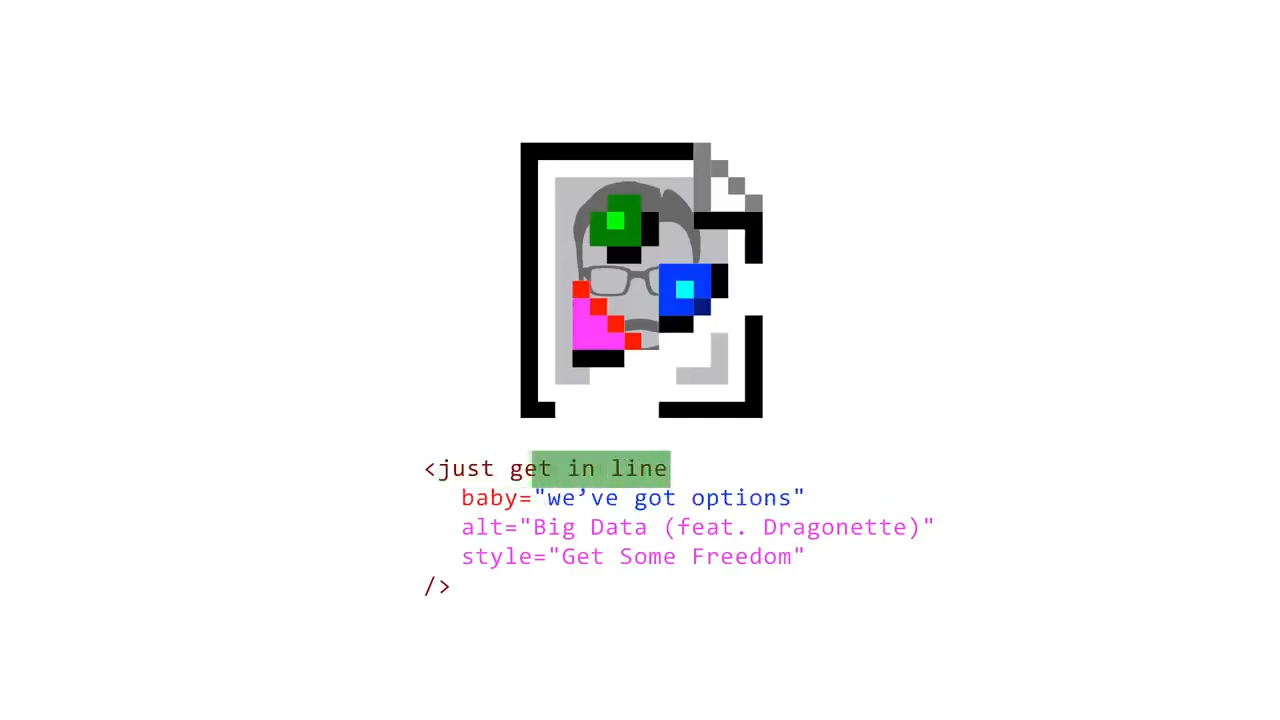 <just get in line
baby="we’ve got options"
alt="Big Data (feat. Dragonette)"
style="Get Some Freedom"
/>